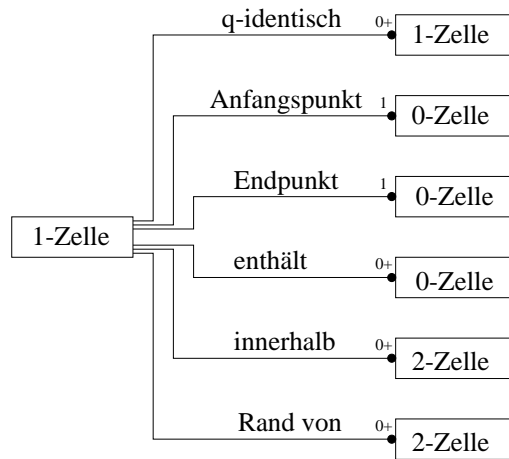 q-identisch
0+
1-Zelle
Anfangspunkt
1
0-Zelle
Endpunkt
1
0-Zelle
1-Zelle
enthält
0+
0-Zelle
innerhalb
0+
2-Zelle
Rand von
0+
2-Zelle